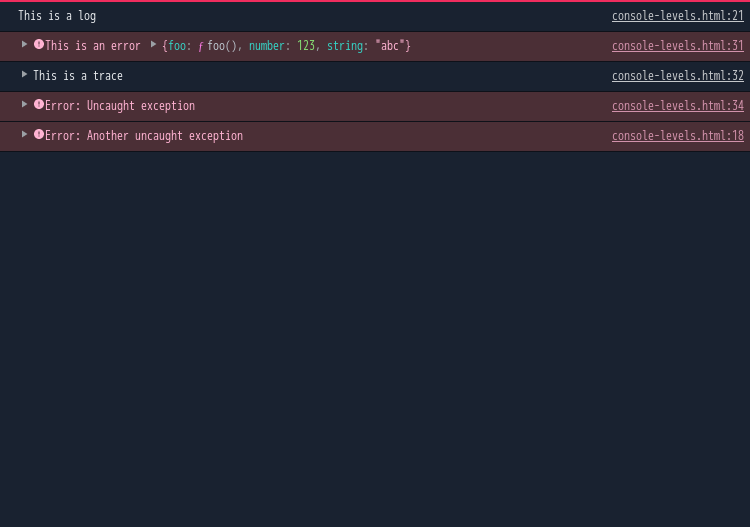 This is a log console-levels.html:21
This is an error {foo: ƒ foo(), number: 123, string: "abc"} console-levels.html:31
This is a trace console-levels.html:32
Error: Uncaught exception console-levels.html:34
Error: Another uncaught exception console-levels.html:18